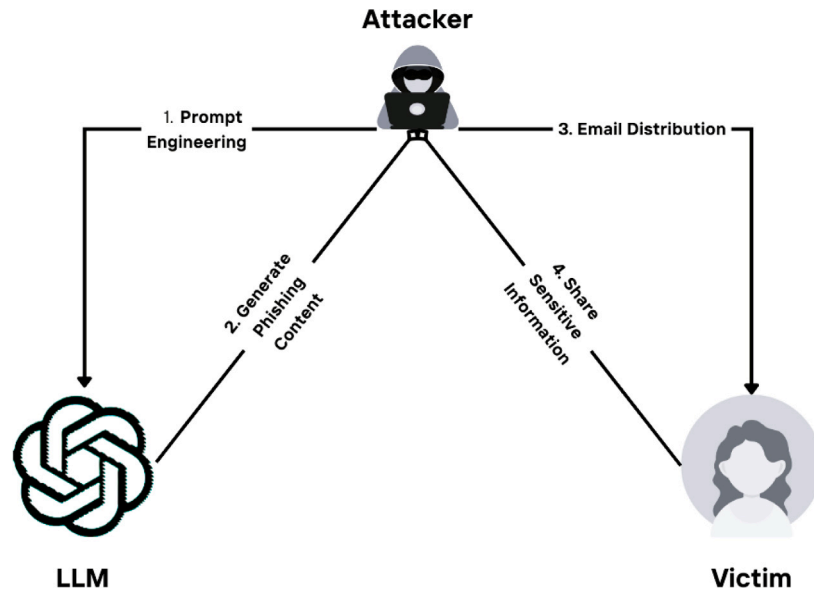 Attacker
1. Prompt
Engineering
3. Email Distribution
2. Generate
Phishing
Content
4. Share
Sensitive
Information
LLM
Victim